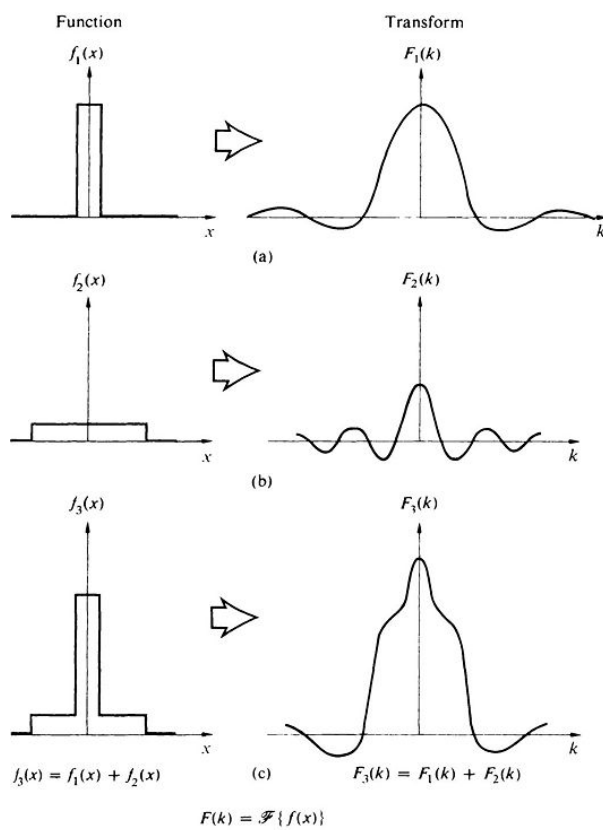 Function Transform
f₁(x) F₁(k)
x k
(a)
f₂(x) F₂(k)
x k
(b)
f₃(x) F₃(k)
x k
f₃(x) = f₁(x) + f₂(x) (c) F₃(k) = F₁(k) + F₂(k)
F(k) = ℱ{f(x)}